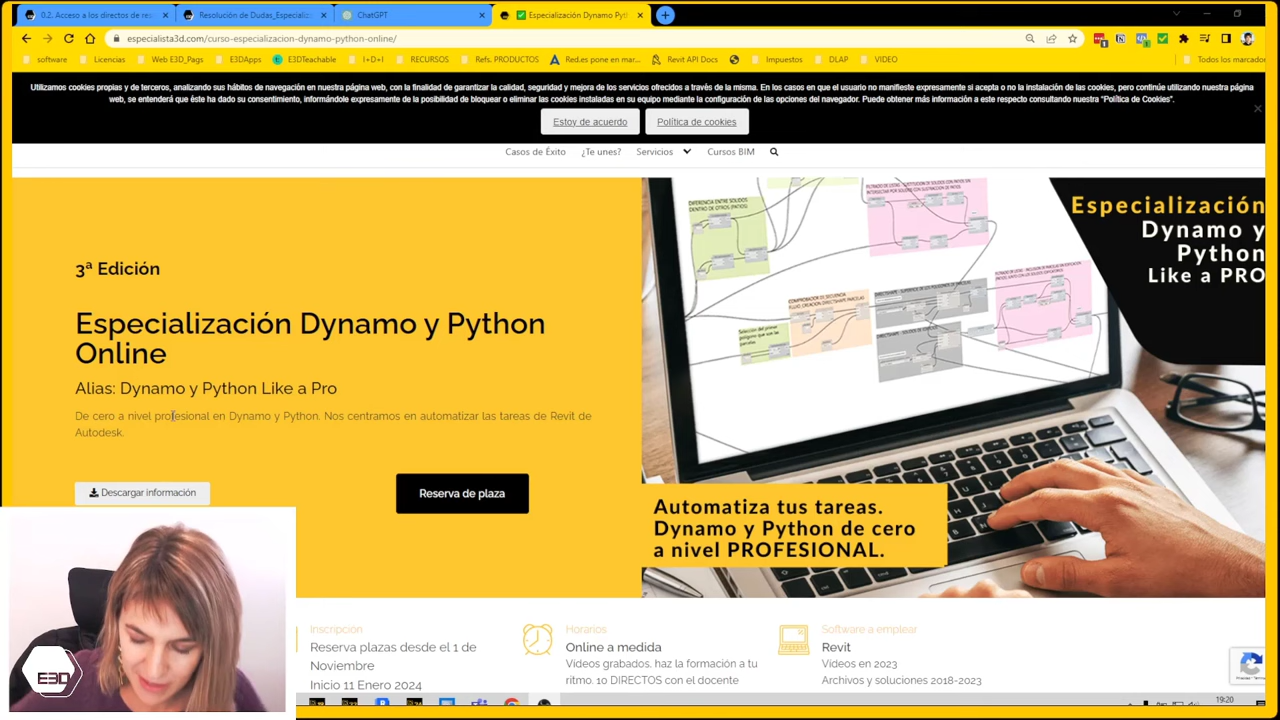 0.2. Acceso a los directos de re
Resolución de Dudas_Especializ
ChatGPT
Especialización Dynamo Pyt
especialista3d.com/curso-especializacion-dynamo-python-online/
software
Licencias
Web E3D_Pags
E3DApps
E3DTeachable
I+D+I
RECURSOS
Refs. PRODUCTOS
Red.es pone en mar...
Revit API Docs
Impuestos
DLAP
VIDEO
Todos los marcador
Utilizamos cookies propias y de terceros, analizando sus hábitos de navegación en nuestra página web, con la finalidad de garantizar la calidad, seguridad y mejora de los servicios ofrecidos a través de la misma. En los casos en que el usuario no manifieste expresamente si acepta o no la instalación de las cookies, pero continúe utilizando nuestra página
web, se entenderá que éste ha dado su consentimiento, informándole expresamente de la posibilidad de bloquear o eliminar las cookies instaladas en su equipo mediante la configuración de las opciones del navegador. Puede obtener más información a este respecto consultando nuestra "Política de Cookies".
Estoy de acuerdo
Política de cookies
Casos de Éxito
¿Te unes?
Servicios
Cursos BIM
3ª Edición
Especialización Dynamo y Python
Online
Alias: Dynamo y Python Like a Pro
De cero a nivel profesional en Dynamo y Python. Nos centramos en automatizar las tareas de Revit de
Autodesk.
Descargar información
Reserva de plaza
Especialización
Dynamo y
Python
Like a PRO
Automatiza tus tareas.
Dynamo y Python de cero
a nivel PROFESIONAL.
Inscripcion
Reserva plazas desde el 1 de
Noviembre
Inicio 11 Enero 2024
Horarios
Online a medida
Vídeos grabados, haz la formación a tu
ritmo. 10 DIRECTOS con el docente
Software a emplear
Revit
Vídeos en 2023
Archivos y soluciones 2018-2023
E3D
19:20